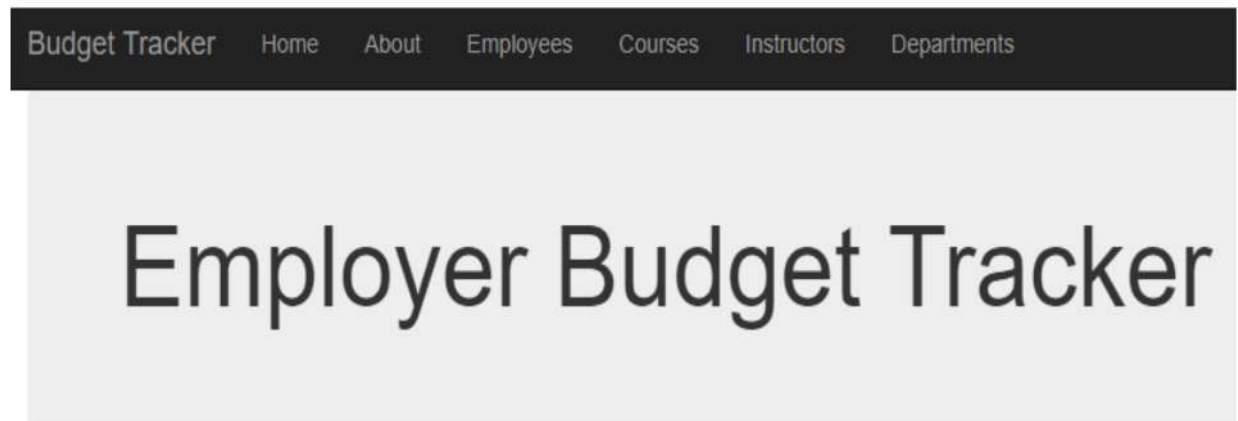 Budget Tracker Home About Employees Courses Instructors Departments
Employer Budget Tracker